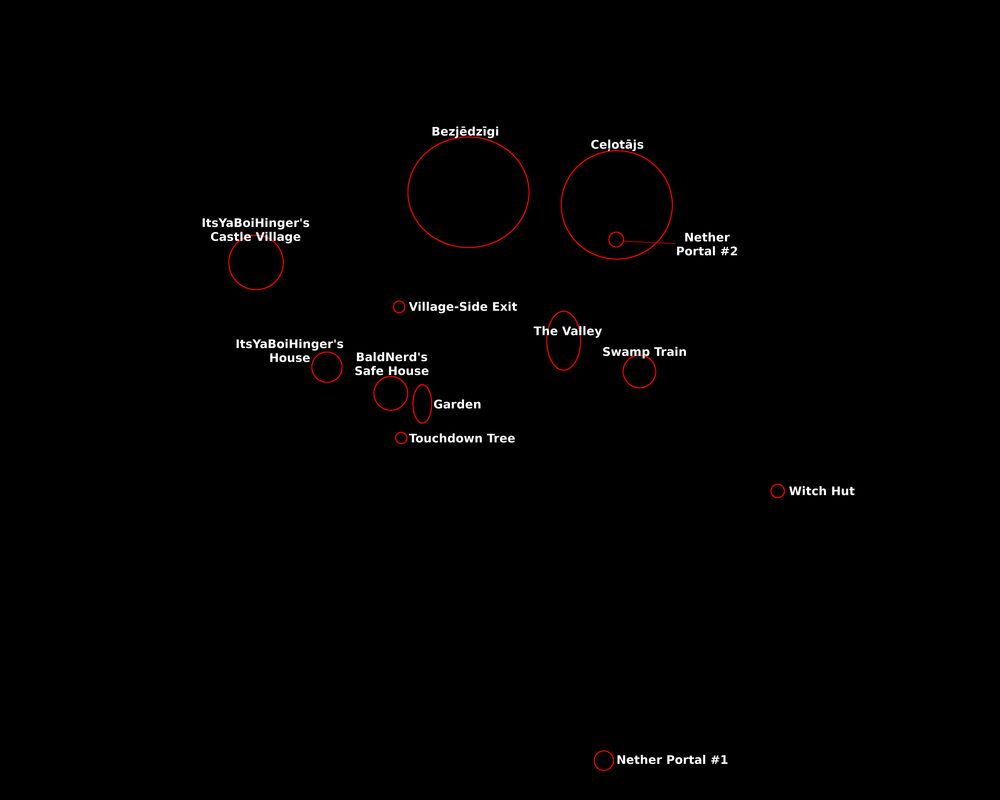 Bezjēdzīgi
Ceļotājs
ItsYaBoiHinger's
Castle Village
Nether
Portal #2
Village-Side Exit
The Valley
ItsYaBoiHinger's
House
BaldNerd's
Safe House
Swamp Train
Garden
Touchdown Tree
Witch Hut
Nether Portal #1